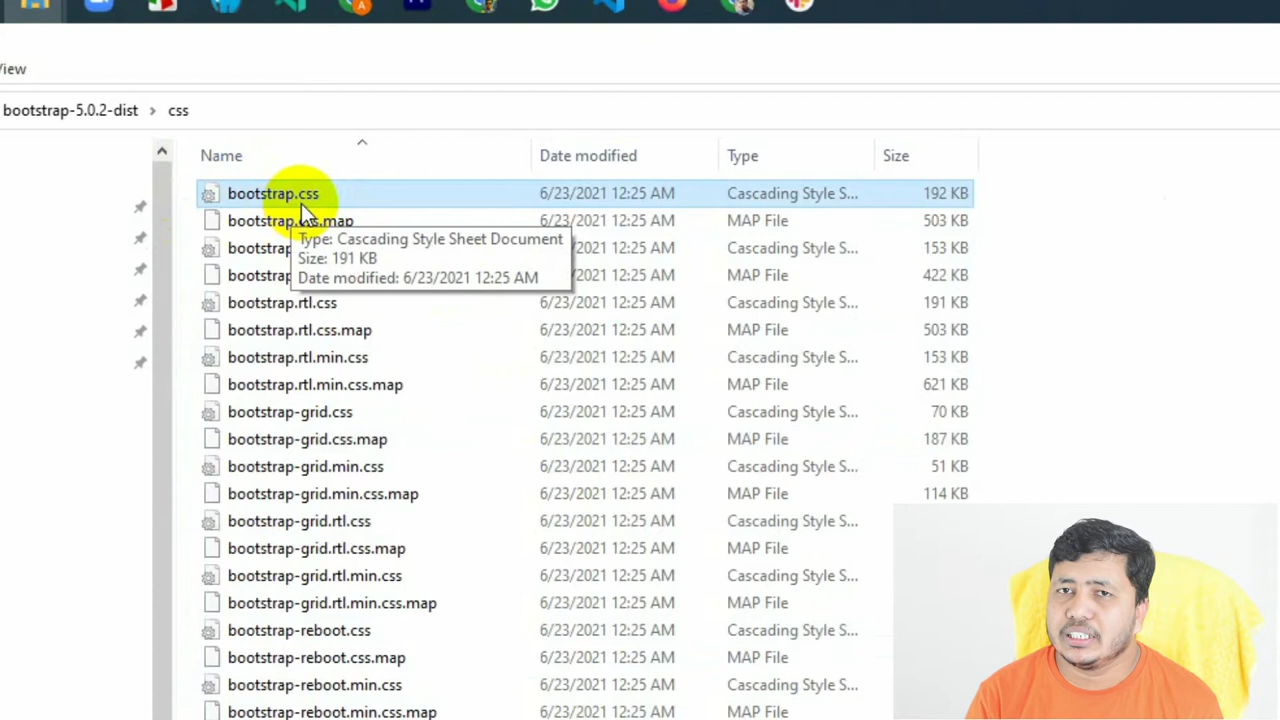 View
bootstrap-5.0.2-dist > css
Name Date modified Type Size
bootstrap.css 6/23/2021 12:25 AM Cascading Style S... 192 KB
bootstrap.css.map 6/23/2021 12:25 AM MAP File 503 KB
Type: Cascading Style Sheet Document
Size: 191 KB
Date modified: 6/23/2021 12:25 AM
bootstrap 6/23/2021 12:25 AM Cascading Style S... 153 KB
bootstrap 6/23/2021 12:25 AM MAP File 422 KB
bootstrap.rtl.css 6/23/2021 12:25 AM Cascading Style S... 191 KB
bootstrap.rtl.css.map 6/23/2021 12:25 AM MAP File 503 KB
bootstrap.rtl.min.css 6/23/2021 12:25 AM Cascading Style S... 153 KB
bootstrap.rtl.min.css.map 6/23/2021 12:25 AM MAP File 621 KB
bootstrap-grid.css 6/23/2021 12:25 AM Cascading Style S... 70 KB
bootstrap-grid.css.map 6/23/2021 12:25 AM MAP File 187 KB
bootstrap-grid.min.css 6/23/2021 12:25 AM Cascading Style S... 51 KB
bootstrap-grid.min.css.map 6/23/2021 12:25 AM MAP File 114 KB
bootstrap-grid.rtl.css 6/23/2021 12:25 AM Cascading Style S...
bootstrap-grid.rtl.css.map 6/23/2021 12:25 AM MAP File
bootstrap-grid.rtl.min.css 6/23/2021 12:25 AM Cascading Style S...
bootstrap-grid.rtl.min.css.map 6/23/2021 12:25 AM MAP File
bootstrap-reboot.css 6/23/2021 12:25 AM Cascading Style S...
bootstrap-reboot.css.map 6/23/2021 12:25 AM MAP File
bootstrap-reboot.min.css 6/23/2021 12:25 AM Cascading Style S...
bootstrap-reboot.min.css.map 6/23/2021 12:25 AM MAP File